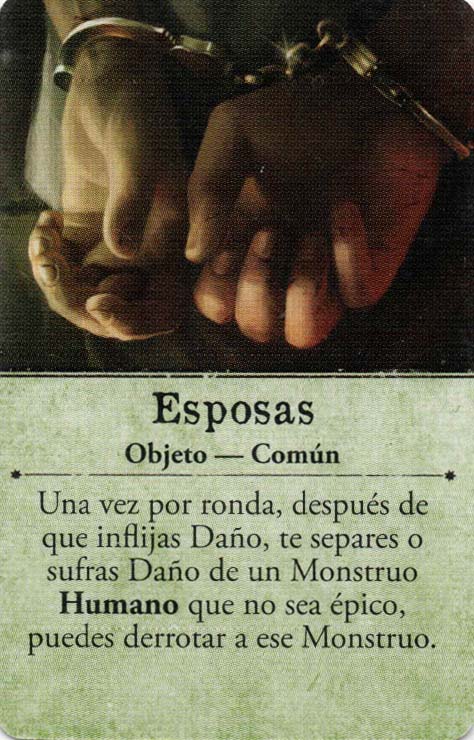 Esposas
Objeto — Común
Una vez por ronda, después de
que inflijas Daño, te separes o
sufras Daño de un Monstruo
Humano que no sea épico,
puedes derrotar a ese Monstruo.